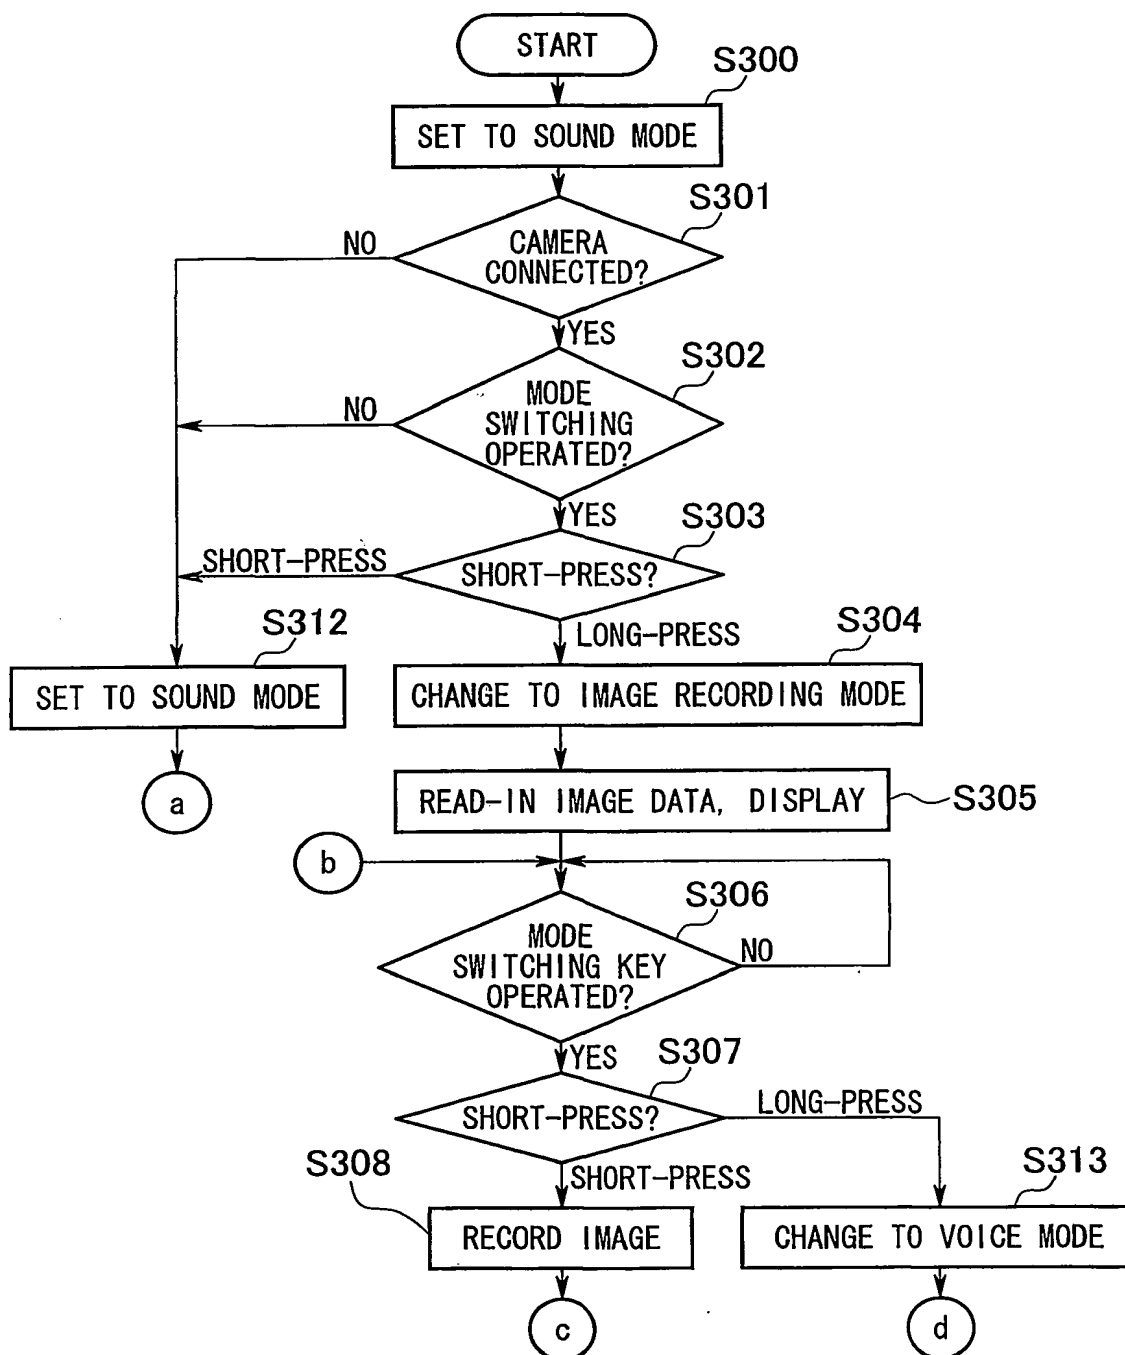 START
S300
SET TO SOUND MODE
S301
NO
CAMERA
CONNECTED?
YES
S302
NO
MODE
SWITCHING
OPERATED?
YES
S303
SHORT-PRESS
SHORT-PRESS?
S312
LONG-PRESS
S304
SET TO SOUND MODE
CHANGE TO IMAGE RECORDING MODE
a
READ-IN IMAGE DATA, DISPLAY
S305
b
S306
MODE
SWITCHING KEY
OPERATED?
NO
YES
S307
SHORT-PRESS?
LONG-PRESS
S308
SHORT-PRESS
S313
RECORD IMAGE
CHANGE TO VOICE MODE
c
d